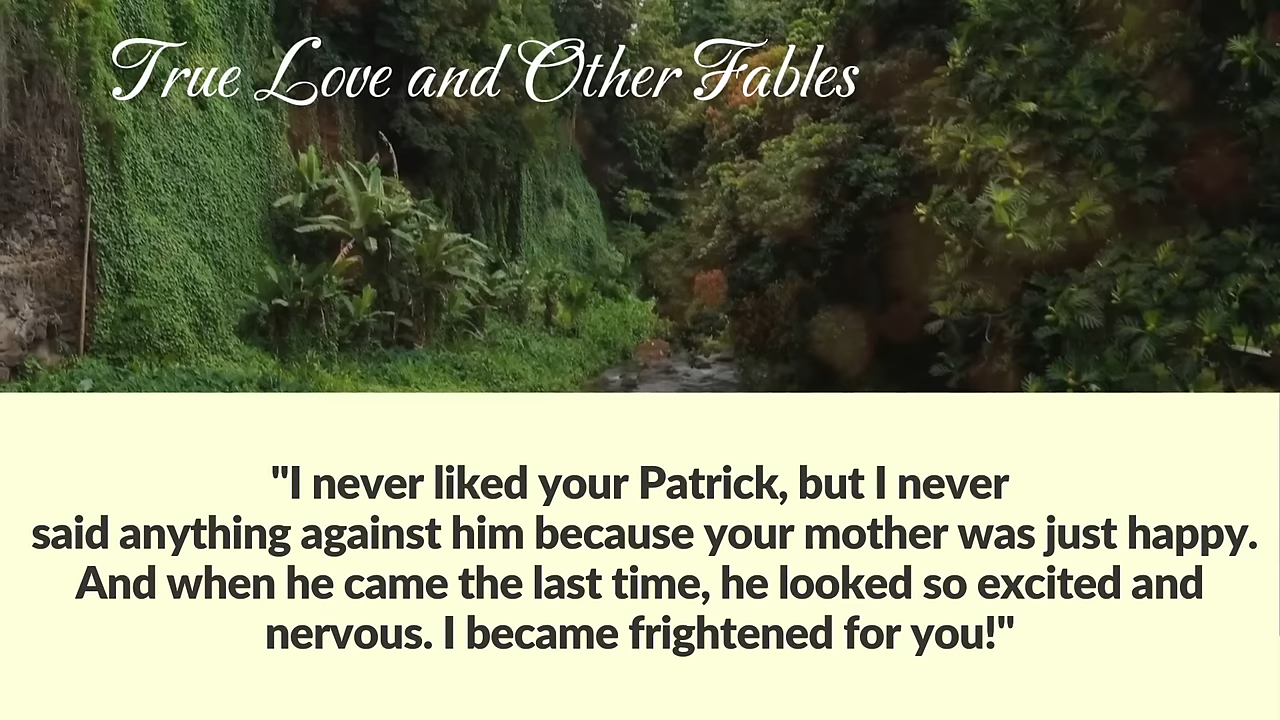 True Love and Other Fables
"I never liked your Patrick, but I never
said anything against him because your mother was just happy.
And when he came the last time, he looked so excited and
nervous. I became frightened for you!"